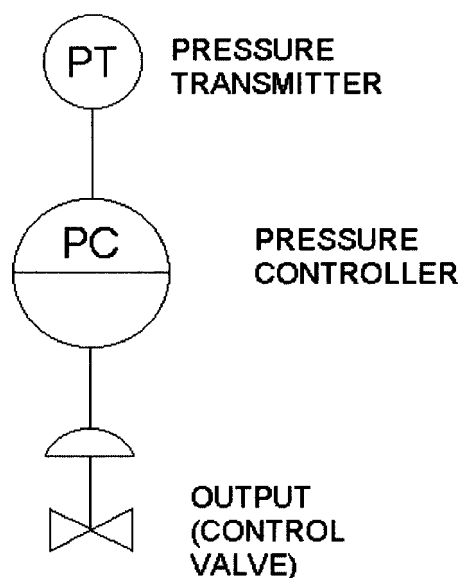 PT
PRESSURE
TRANSMITTER
PC
PRESSURE
CONTROLLER
OUTPUT
(CONTROL
VALVE)